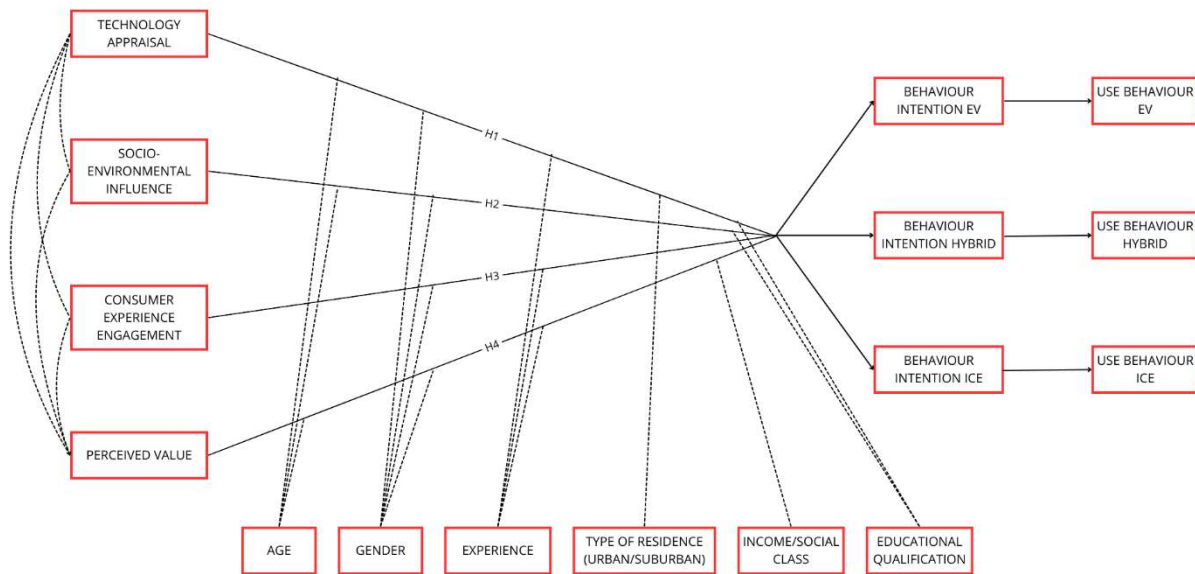 TECHNOLOGY
APPRAISAL
SOCIO-
ENVIRONMENTAL
INFLUENCE
CONSUMER
EXPERIENCE
ENGAGEMENT
PERCEIVED VALUE
H1
H2
H3
H4
BEHAVIOUR
INTENTION EV
USE BEHAVIOUR
EV
BEHAVIOUR
INTENTION HYBRID
USE BEHAVIOUR
HYBRID
BEHAVIOUR
INTENTION ICE
USE BEHAVIOUR
ICE
AGE
GENDER
EXPERIENCE
TYPE OF RESIDENCE
(URBAN/SUBURBAN)
INCOME/SOCIAL
CLASS
EDUCATIONAL
QUALIFICATION